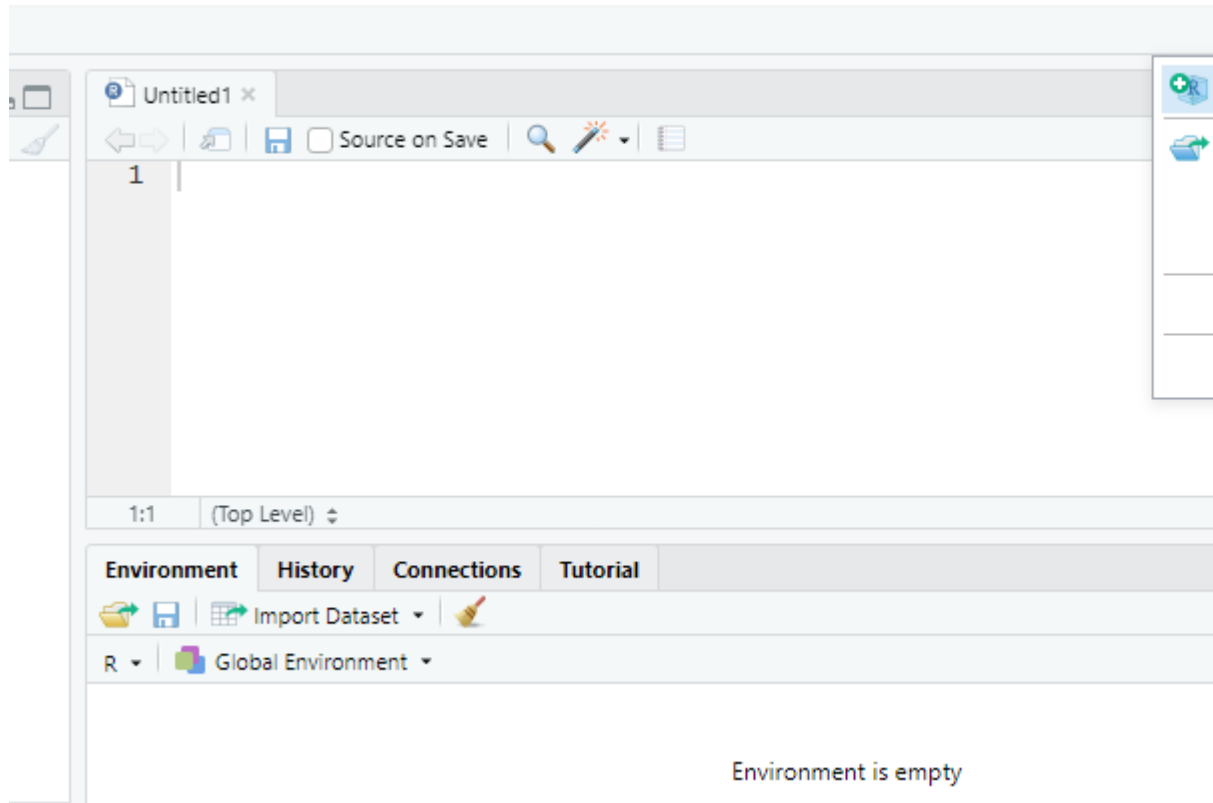 Untitled1
Source on Save
1
1:1 (Top Level)
Environment History Connections Tutorial
Import Dataset
R Global Environment
Environment is empty